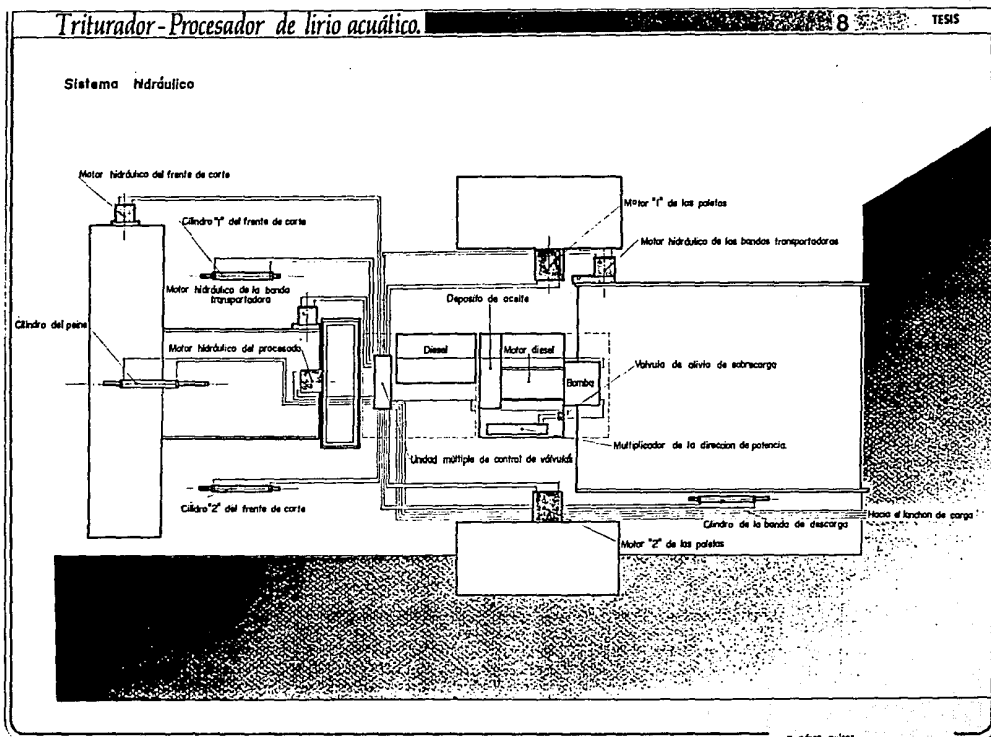 Triturador-Procesador de lirio acuático.
8
TESIS
Sistema hidráulico
Motor hidráulico del frente de corte
Cilindro "1" del frente de corte
Motor hidráulico de la banda
transportadora
Cilindro del peine
Motor hidráulico del procesado
Motor "1" de las paletas
Motor hidráulico de las bandas transportadoras
Deposito de aceite
Diesel
Motor diesel
Bomba
Valvula de alivio de sobrecarga
Multiplicador de la direccion de potencia.
Unidad múltiple de control de válvulas
Cilidro "2" del frente de corte
Cilindro de la banda de descarga
Hacia el lanchon de carga
Motor "2" de las paletas